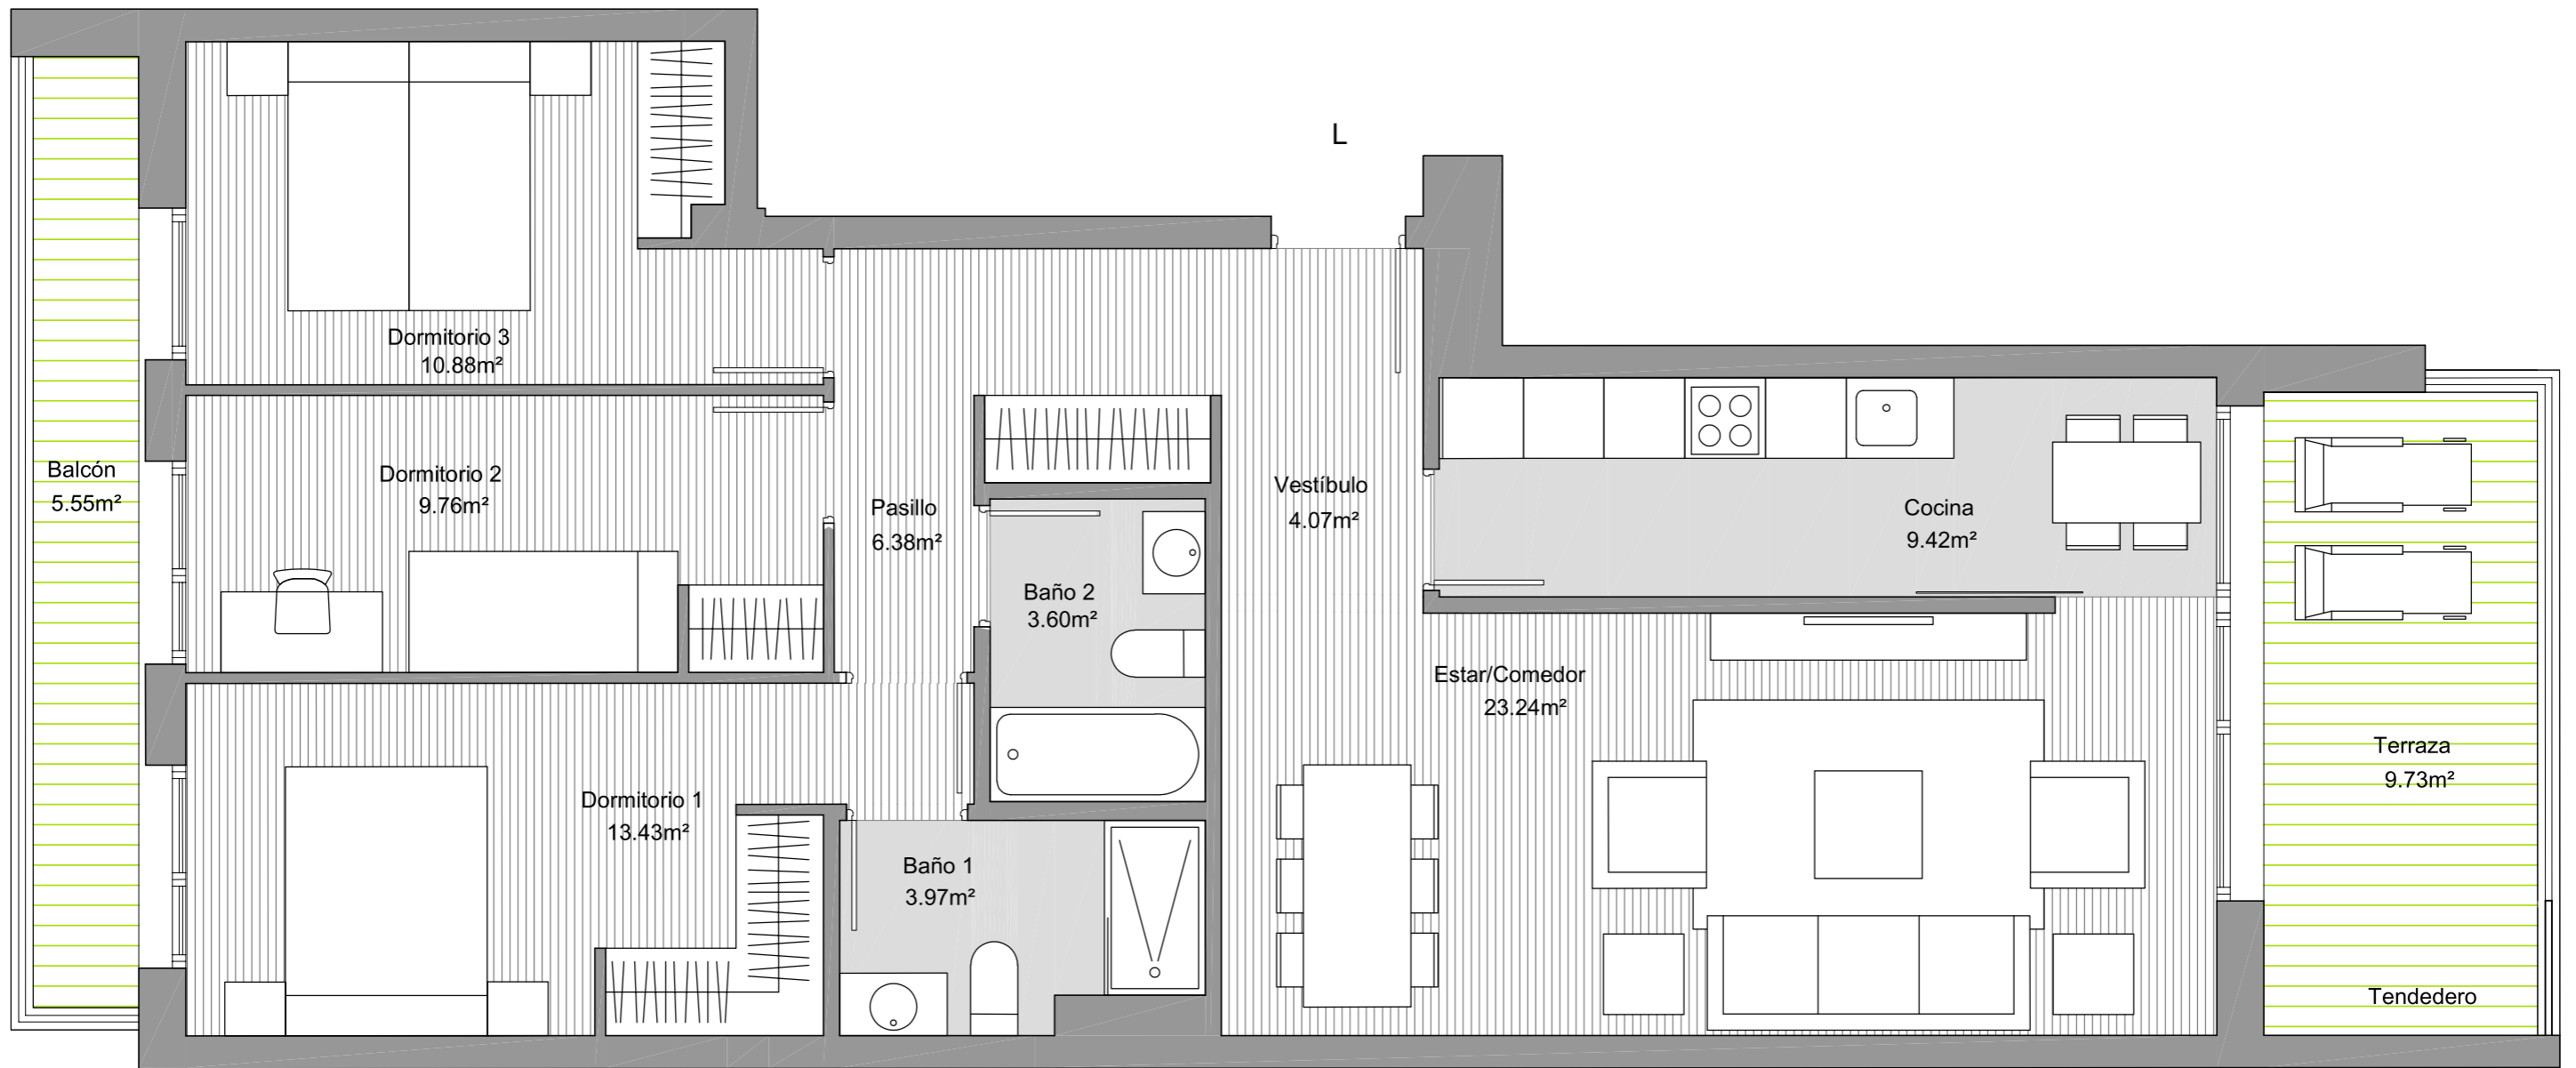 L
Dormitorio 3
10.88m²
Balcón
5.55m²
Dormitorio 2
9.76m²
Pasillo
6.38m²
Vestíbulo
4.07m²
Cocina
9.42m²
Baño 2
3.60m²
Estar/Comedor
23.24m²
Terraza
9.73m²
Dormitorio 1
13.43m²
Baño 1
3.97m²
Tendedero